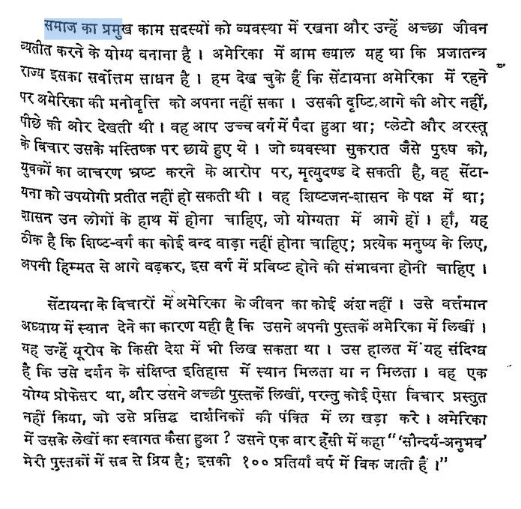 समाज का प्रमुख काम सदस्यों को व्यवस्था में रखना और उन्हें अच्छा जीवन
व्यतीत करने के योग्य बनाना है । अमेरिका में आम ख्याल यह था कि प्रजातन्त्र
राज्य इसका सर्वोत्तम साधन है । हम देख चुके हैं कि सेंटायना अमेरिका में रहने
पर अमेरिका की मनोवृत्ति को अपना नहीं सका । उसकी दृष्टि आगे की ओर नहीं,
पीछे की ओर देखती थी । वह आप उच्च वर्ग में पैदा हुआ था; प्लेटो और अरस्तू
के विचार उसके मस्तिष्क पर छाये हुए थे । जो व्यवस्था सुकरात जैसे पुरुष को,
युवकों का आचरण भ्रष्ट करने के आरोप पर, मृत्युदण्ड दे सकती है, वह सेंटा-
यना को उपयोगी प्रतीत नहीं हो सकती थी । वह शिष्टजन-शासन के पक्ष में था;
शासन उन लोगों के हाथ में होना चाहिए, जो योग्यता में आगे हों । हाँ, यह
ठीक है कि शिष्ट-वर्ग का कोई बन्द वाड़ा नहीं होना चाहिए; प्रत्येक मनुष्य के लिए,
अपनी हिम्मत से आगे बढ़कर, इस वर्ग में प्रविष्ट होने की संभावना होनी चाहिए ।
सेंटायना के विचारों में अमेरिका के जीवन का कोई अंश नहीं । उसे वर्त्तमान
अध्याय में स्थान देने का कारण यही है कि उसने अपनी पुस्तकें अमेरिका में लिखीं ।
यह उन्हें यूरोप के किसी देश में भी लिख सकता था । उस हालत में यह संदिग्ध
है कि उसे दर्शन के संक्षिप्त इतिहास में स्थान मिलता या न मिलता । वह एक
योग्य प्रोफेसर था, और उसने अच्छी पुस्तकें लिखीं, परन्तु कोई ऐसा विचार प्रस्तुत
नहीं किया, जो उसे प्रसिद्ध दार्शनिकों की पंक्ति में ला खड़ा करे । अमेरिका
में उसके लेखों का स्वागत कैसा हुआ ? उसने एक वार हँसी में कहा “‘सौन्दर्य-अनुभव’
मेरी पुस्तकों में सब से प्रिय है; इसकी १०० प्रतियाँ वर्ष में विक जाती हैं ।”